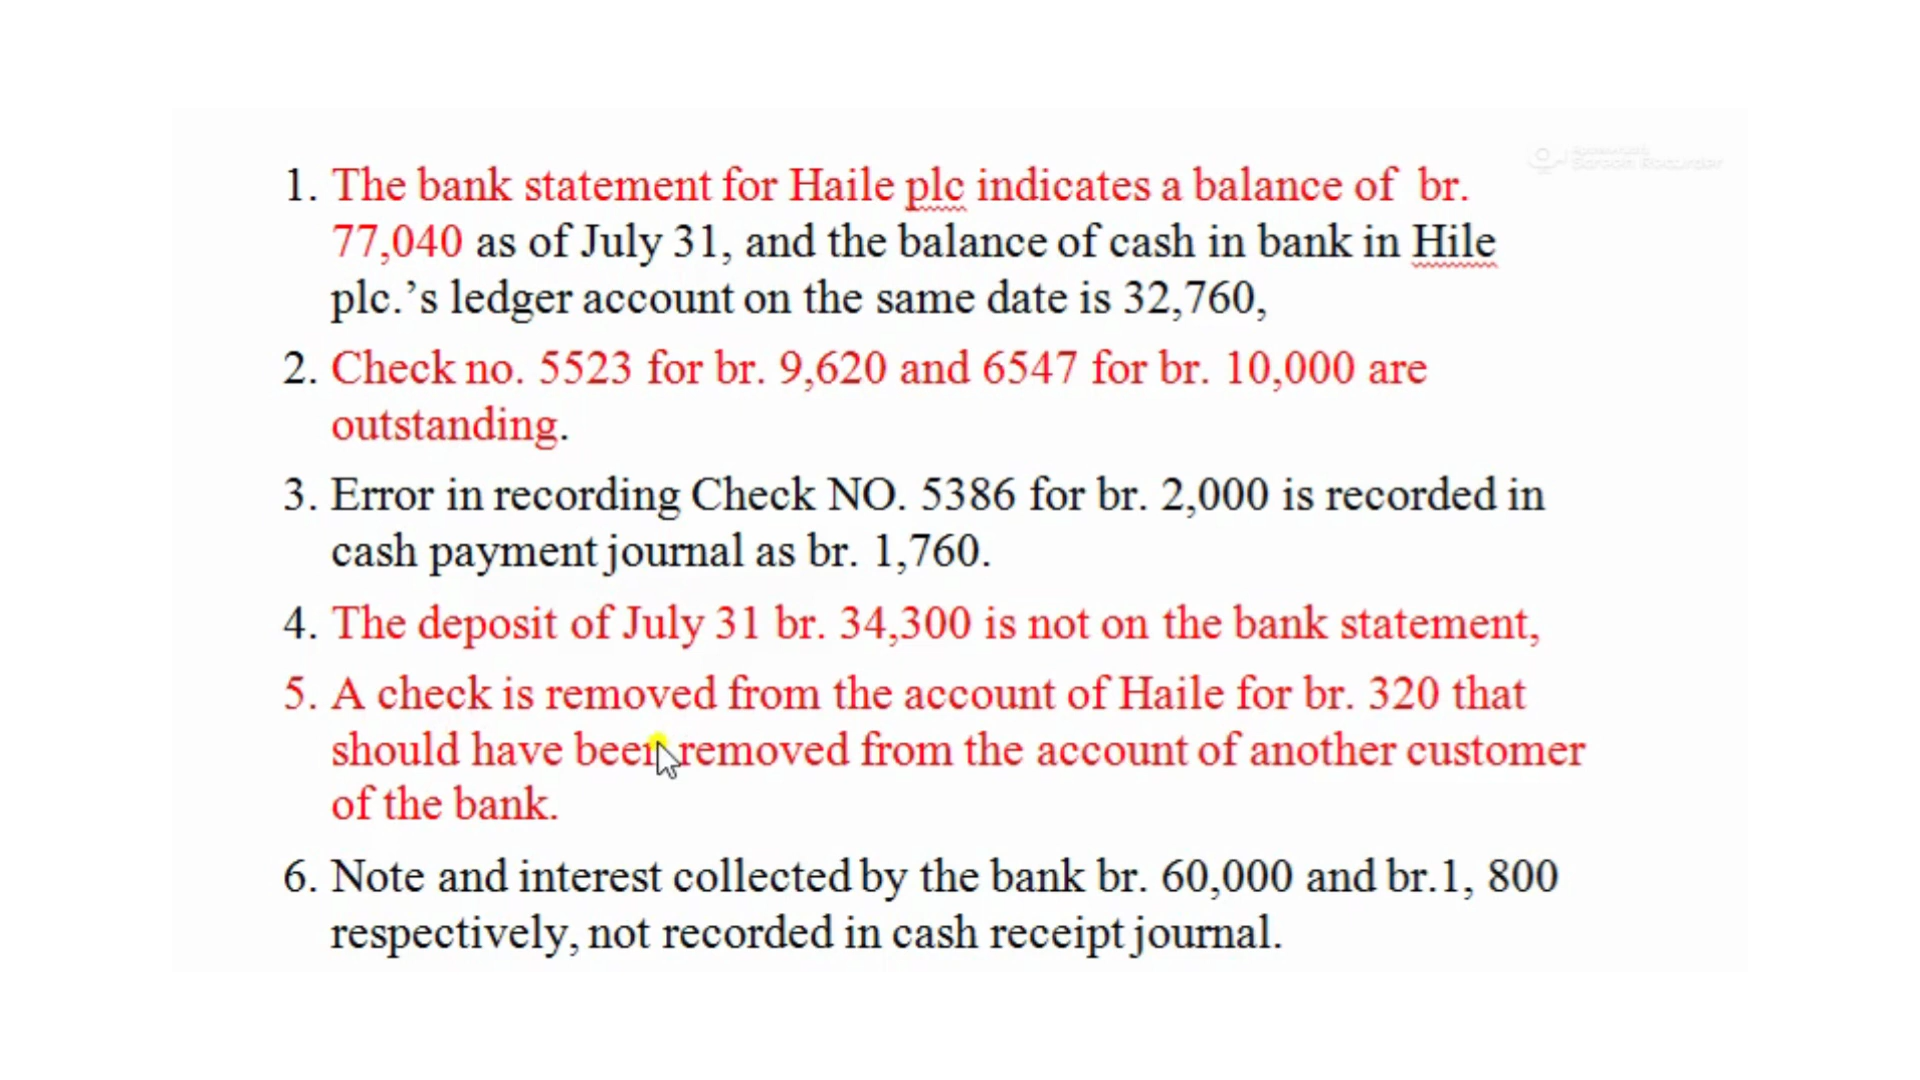 Screen Recorder
1. The bank statement for Haile plc indicates a balance of br.
77,040 as of July 31, and the balance of cash in bank in Hile
plc.’s ledger account on the same date is 32,760,
2. Check no. 5523 for br. 9,620 and 6547 for br. 10,000 are
outstanding.
3. Error in recording Check NO. 5386 for br. 2,000 is recorded in
cash payment journal as br. 1,760.
4. The deposit of July 31 br. 34,300 is not on the bank statement,
5. A check is removed from the account of Haile for br. 320 that
should have been removed from the account of another customer
of the bank.
6. Note and interest collected by the bank br. 60,000 and br.1, 800
respectively, not recorded in cash receipt journal.